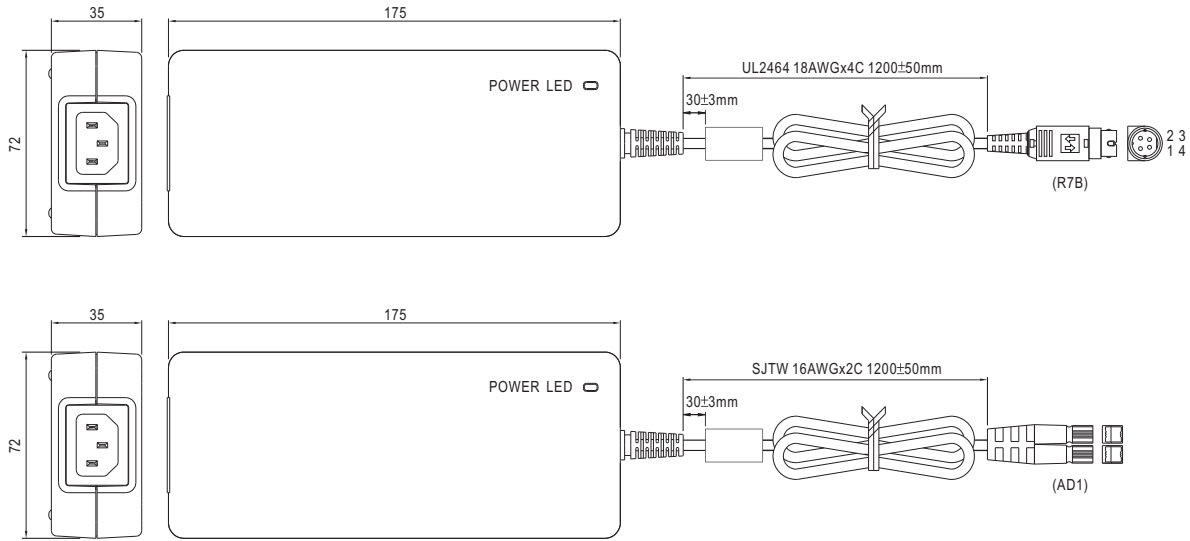 35
175
72
POWER LED
UL2464 18AWGx4C 1200±50mm
30±3mm
2 3
1 4
(R7B)
35
175
72
POWER LED
SJTW 16AWGx2C 1200±50mm
30±3mm
(AD1)